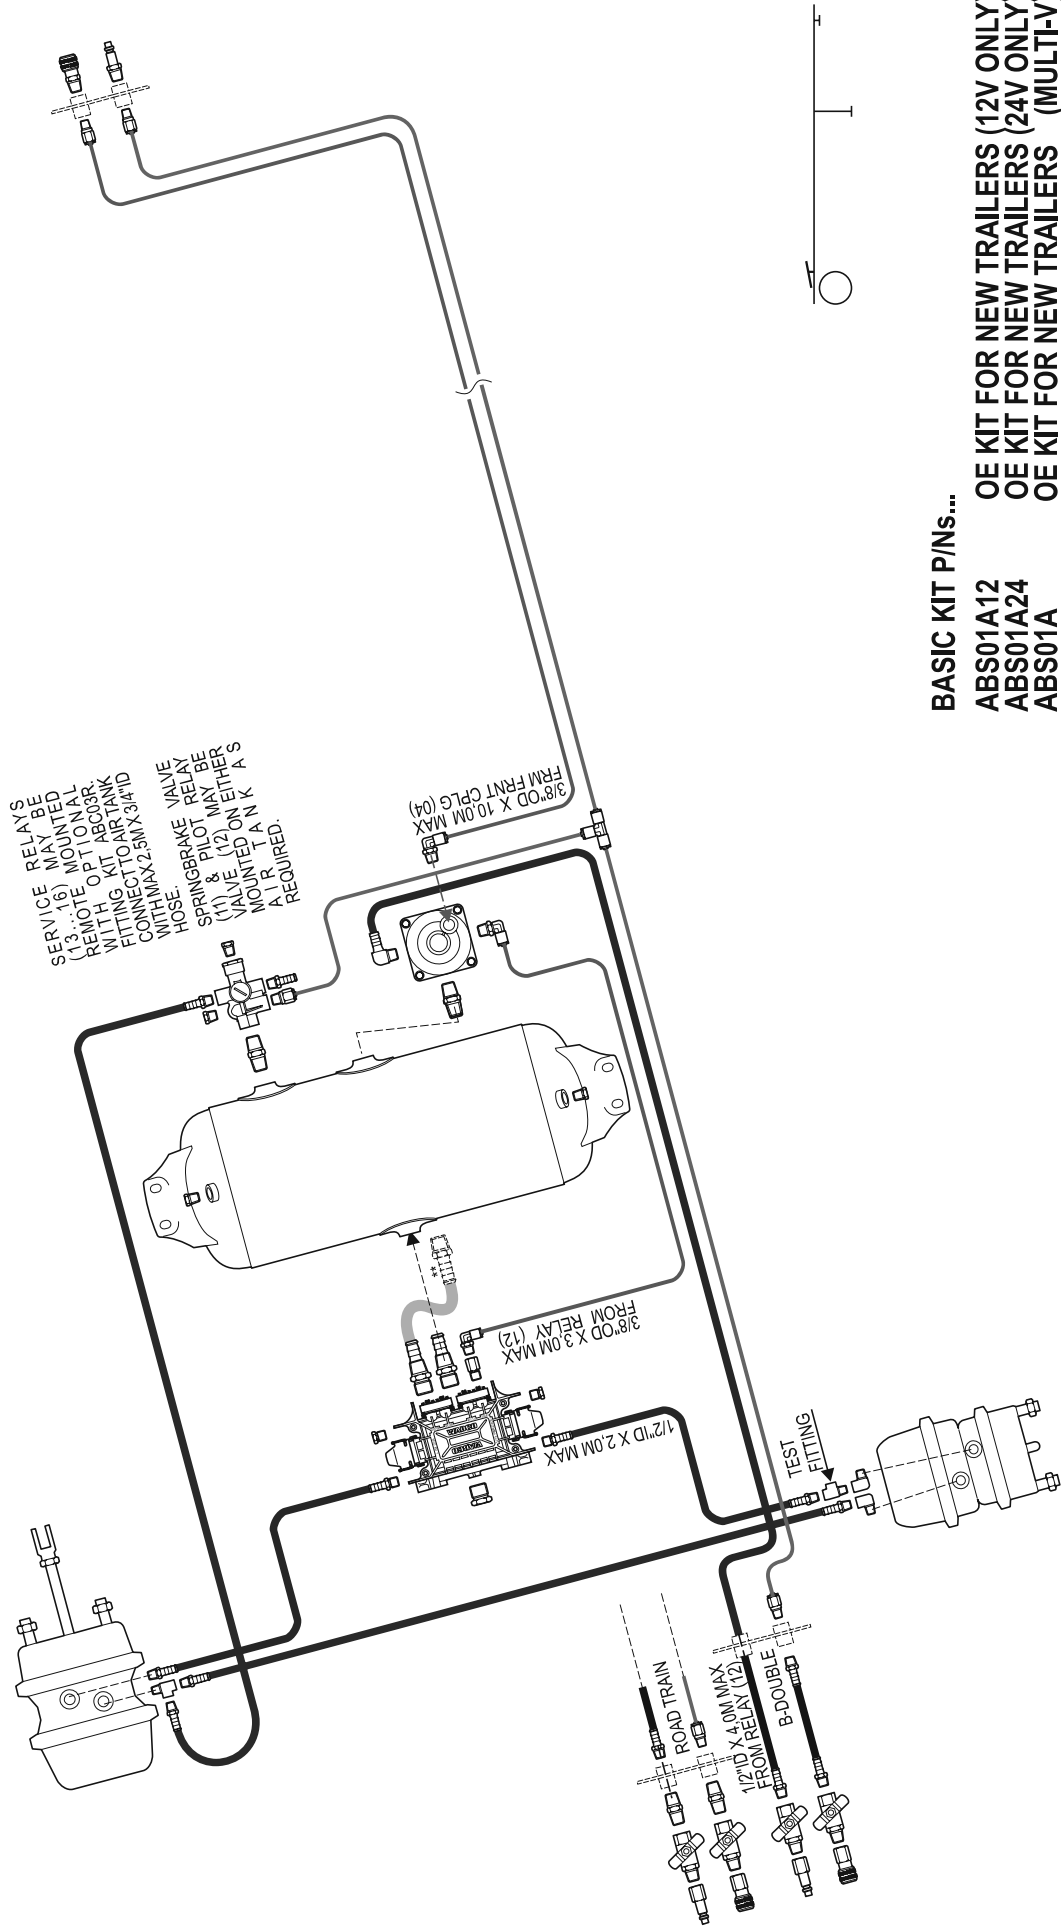 SERVICE RELAYS
(13...16) MAY BE
REMOTE MOUNTED
WITH OPTIONAL
FITTING KIT ABC03R.
CONNECT TO AIR TANK
WITH MAX 2,5M X 3/4"ID
HOSE.
SPRINGBRAKE VALVE
(11) & PILOT RELAY
VALVE (12) MAY BE
MOUNTED ON EITHER
AIR TANK AS
REQUIRED.
3/8"OD X 10,0M MAX
FRM FRNT CPLG (04)
**
3/8"OD X 3,0M MAX
FROM RELAY (12)
1/2"ID X 2,0M MAX
TEST
FITTING
ROAD TRAIN
1/2"ID X 4,0M MAX
FROM RELAY (12)
B-DOUBLE
BASIC KIT P/Ns...
ABS01A12 OE KIT FOR NEW TRAILERS (12V ONLY
ABS01A24 OE KIT FOR NEW TRAILERS (24V ONLY
ABS01A OE KIT FOR NEW TRAILERS (MULTI-V